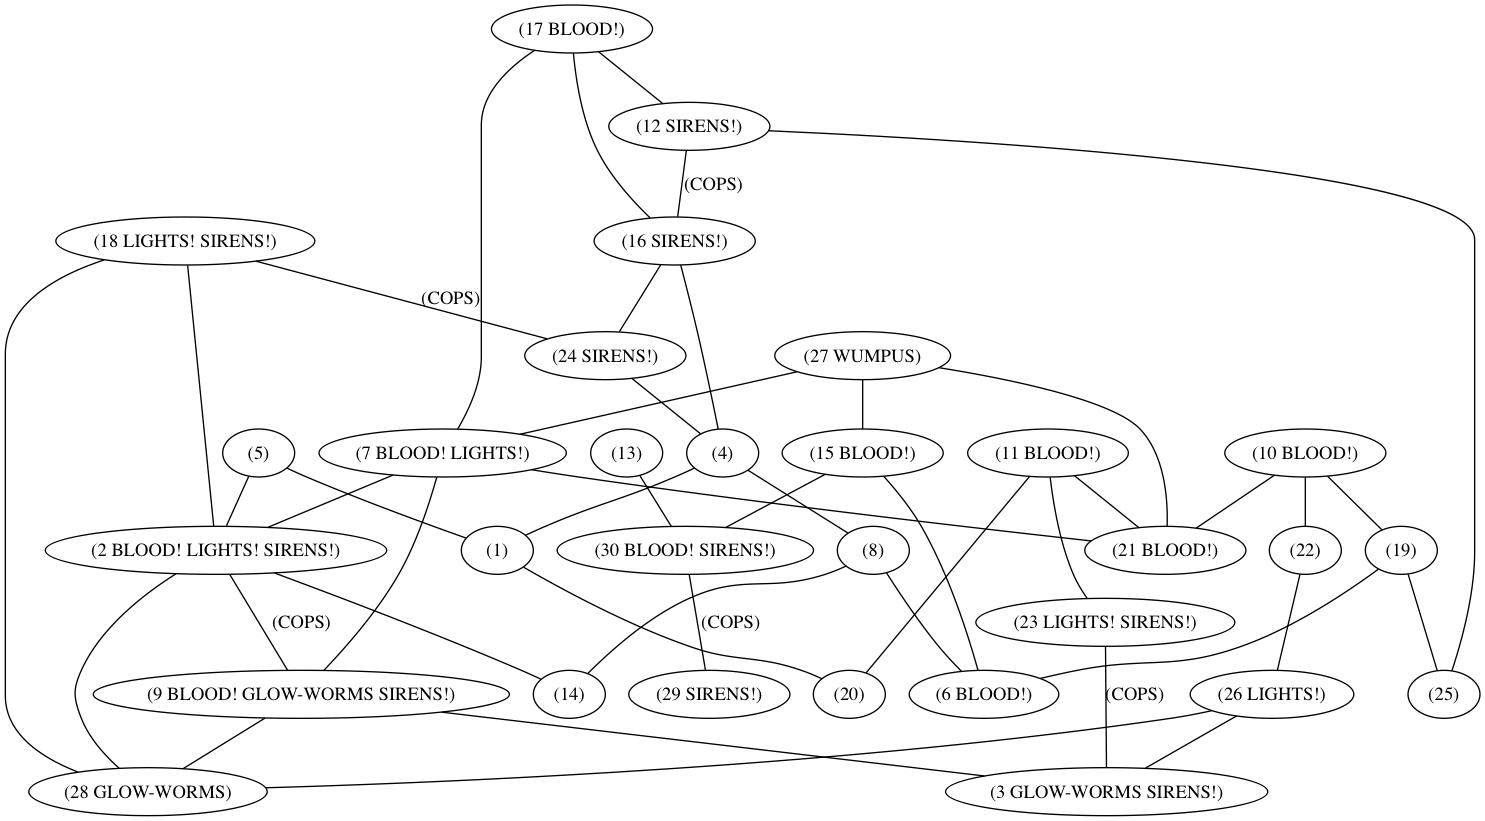 (17 BLOOD!)
(12 SIRENS!)
(COPS)
(18 LIGHTS! SIRENS!)
(16 SIRENS!)
(COPS)
(24 SIRENS!)
(27 WUMPUS)
(5)
(7 BLOOD! LIGHTS!)
(13)
(4)
(15 BLOOD!)
(11 BLOOD!)
(10 BLOOD!)
(2 BLOOD! LIGHTS! SIRENS!)
(1)
(30 BLOOD! SIRENS!)
(8)
(21 BLOOD!)
(22)
(19)
(COPS)
(COPS)
(23 LIGHTS! SIRENS!)
(9 BLOOD! GLOW-WORMS SIRENS!)
(14)
(29 SIRENS!)
(20)
(6 BLOOD!)
(COPS)
(26 LIGHTS!)
(25)
(28 GLOW-WORMS)
(3 GLOW-WORMS SIRENS!)